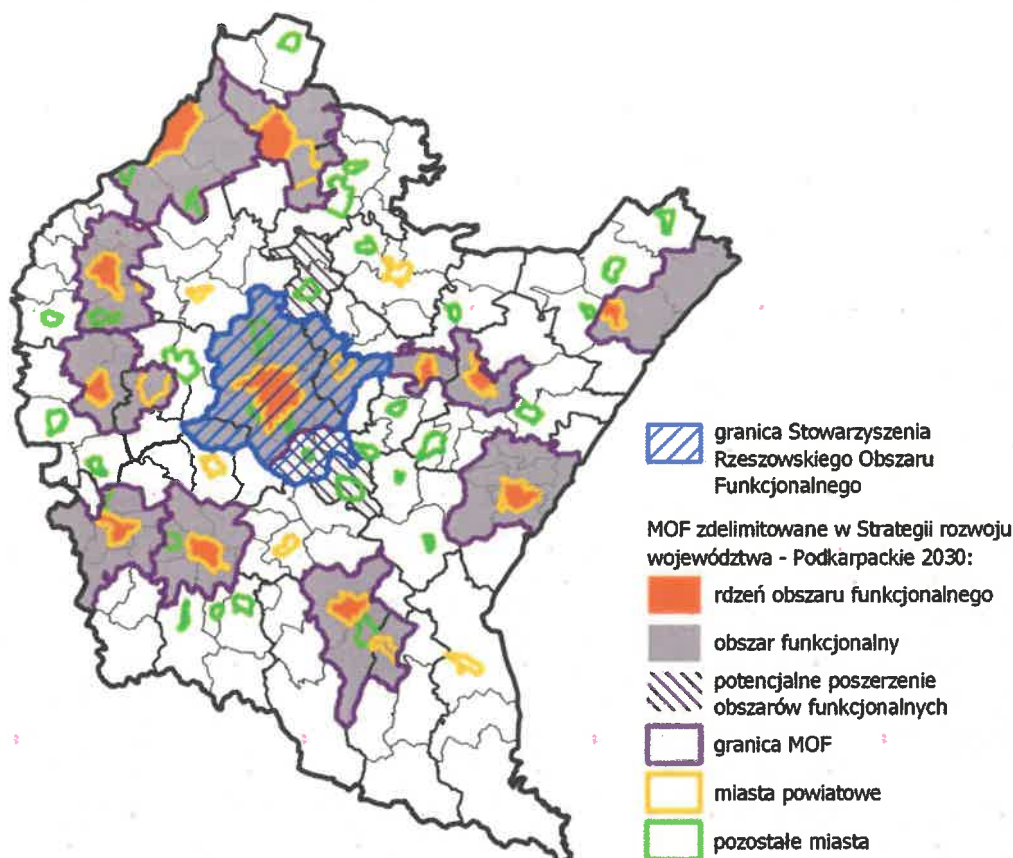 granica Stowarzyszenia
Rzeszowskiego Obszaru
Funkcjonalnego
MOF zdelimitowane w Strategii rozwoju
województwa - Podkarpackie 2030:
rdzeń obszaru funkcjonalnego
obszar funkcjonalny
potencjalne poszerzenie
obszarów funkcjonalnych
granica MOF
miasta powiatowe
pozostałe miasta